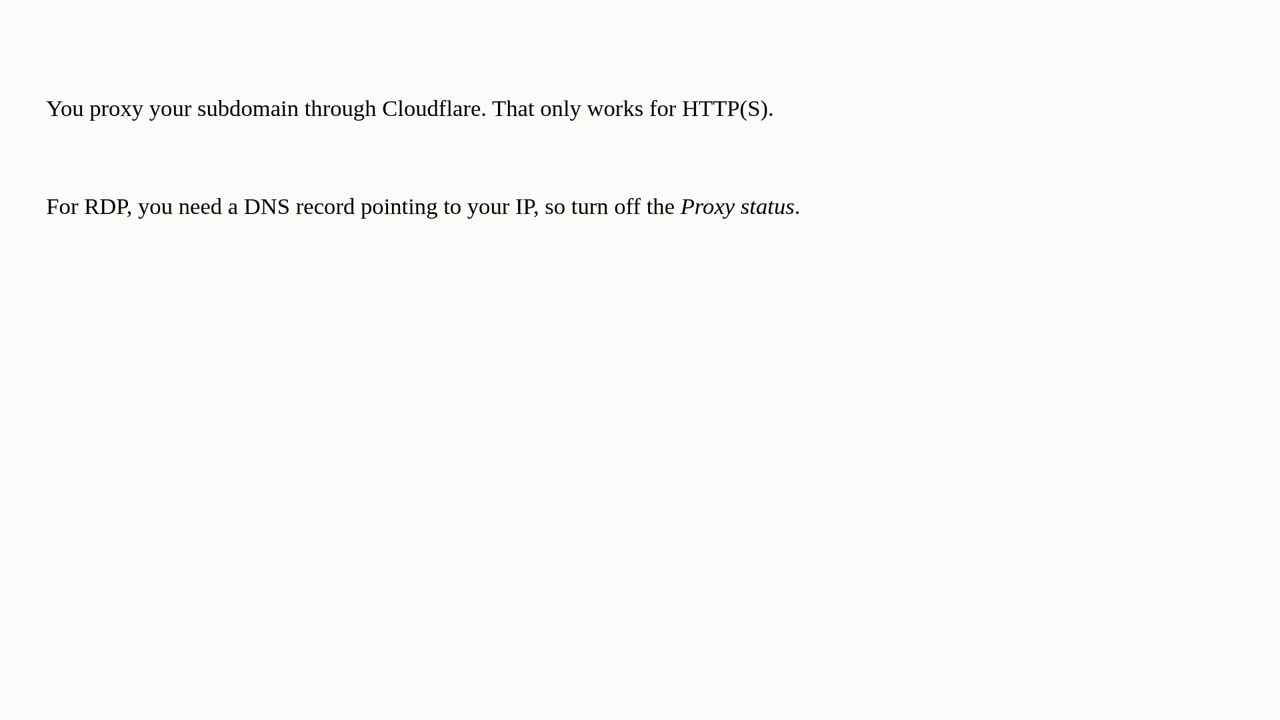 You proxy your subdomain through Cloudflare. That only works for HTTP(S).
For RDP, you need a DNS record pointing to your IP, so turn off the Proxy status.